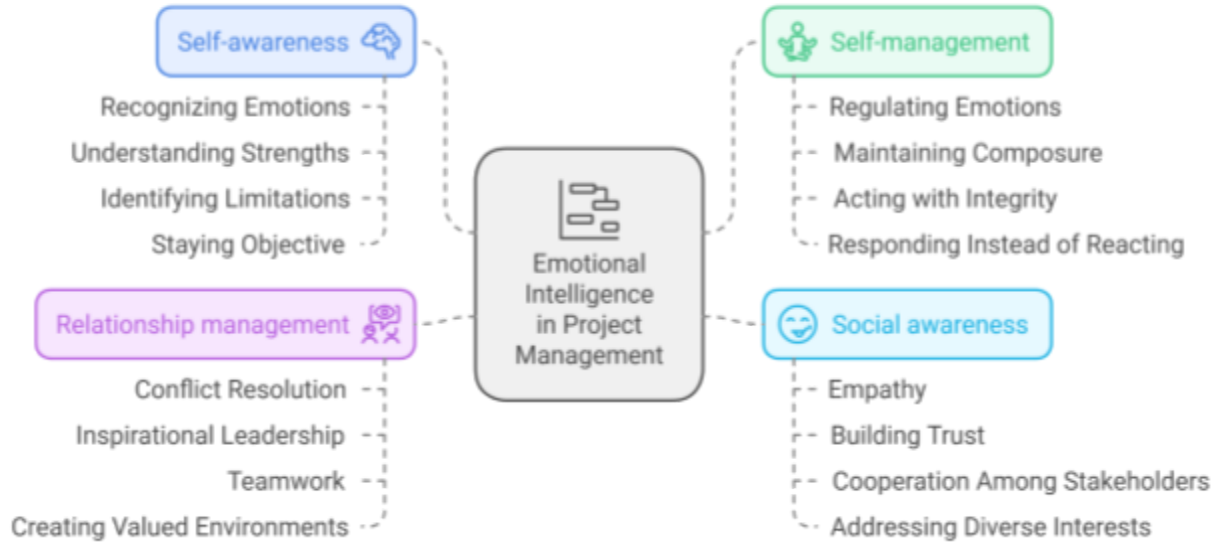 Self-awareness
Recognizing Emotions
Understanding Strengths
Identifying Limitations
Staying Objective
Relationship management
Conflict Resolution
Inspirational Leadership
Teamwork
Creating Valued Environments
Emotional
Intelligence
in Project
Management
Self-management
Regulating Emotions
Maintaining Composure
Acting with Integrity
Responding Instead of Reacting
Social awareness
Empathy
Building Trust
Cooperation Among Stakeholders
Addressing Diverse Interests